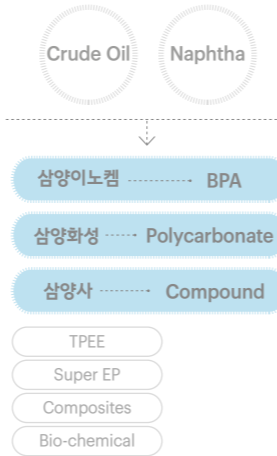 Crude Oil Naphtha
삼양이노켐 BPA
삼양화성 Polycarbonate
삼양사 Compound
TPEE
Super EP
Composites
Bio-chemical